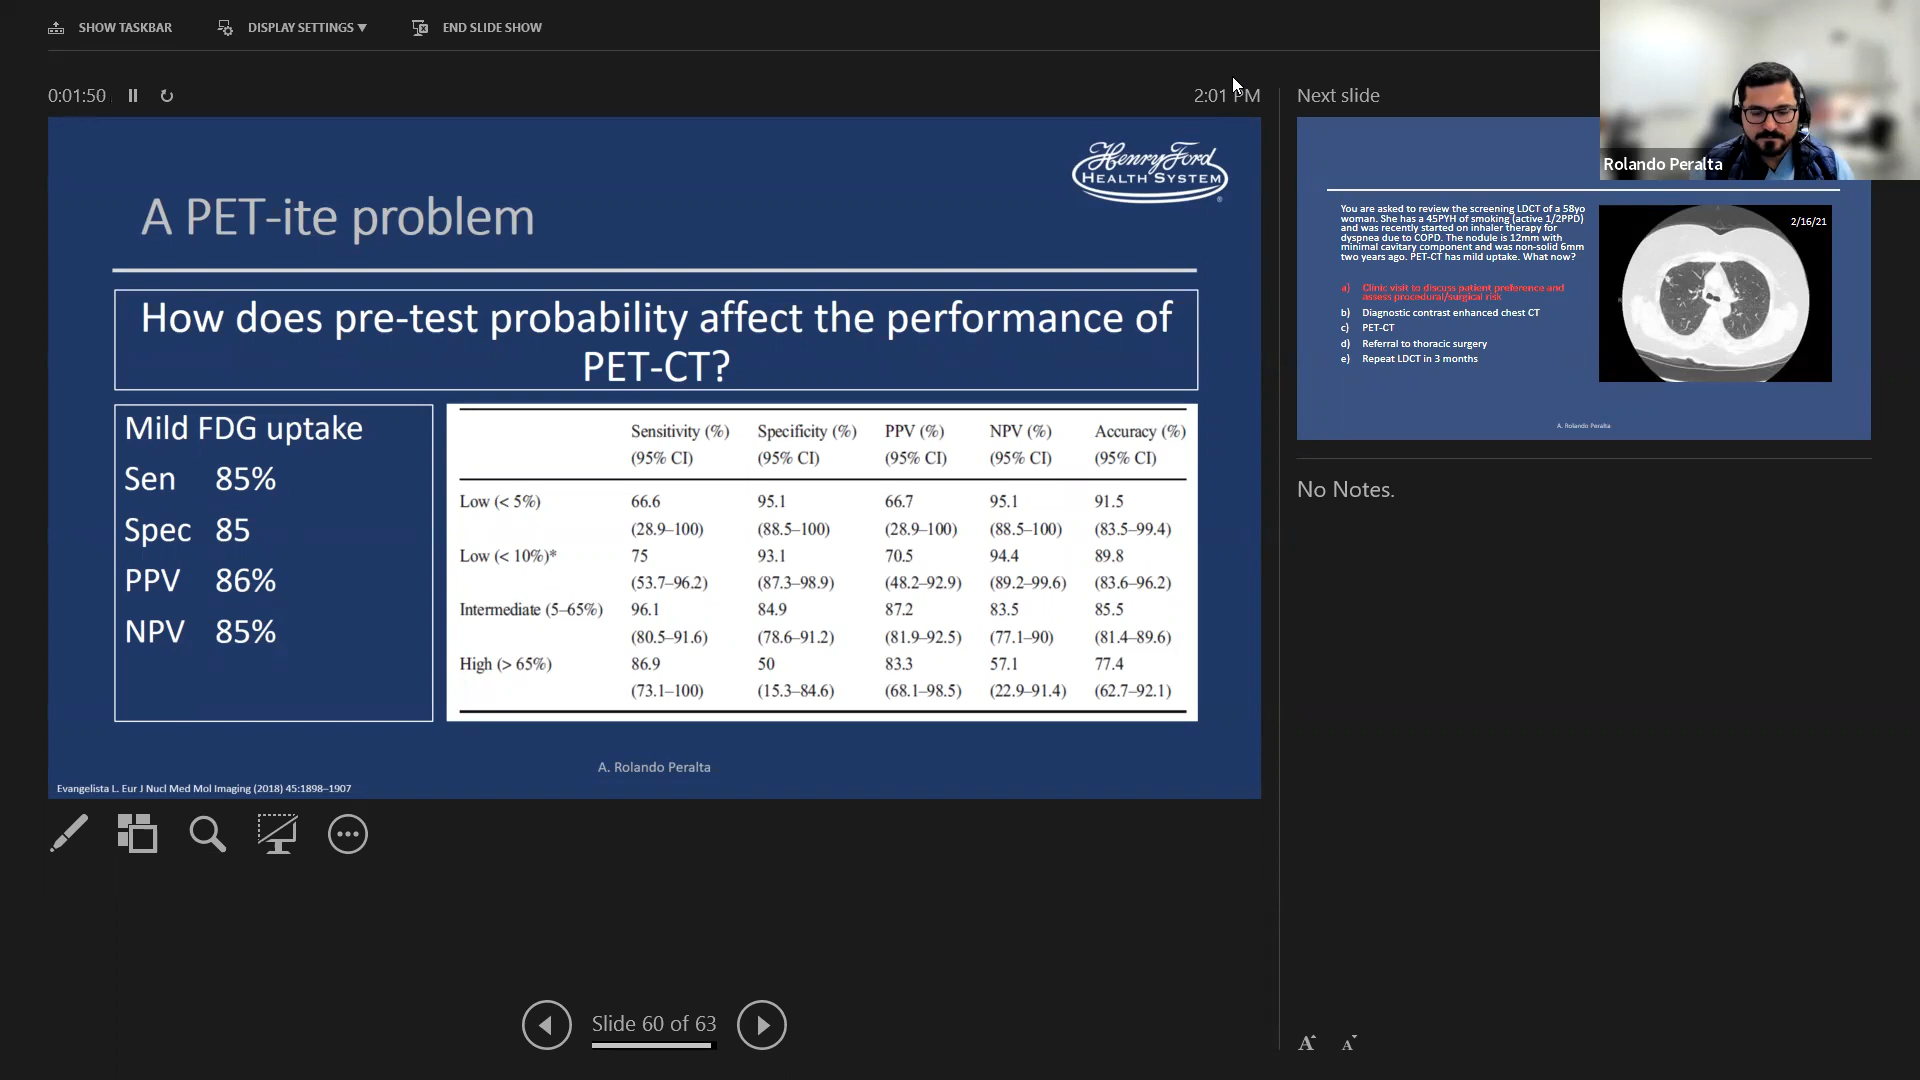 SHOW TASKBAR
DISPLAY SETTINGS ▼
END SLIDE SHOW
0:01:50
2:01 PM
Henry Ford
HEALTH SYSTEM
A PET-ite problem
How does pre-test probability affect the performance of
PET-CT?
Mild FDG uptake
Sen 85%
Spec 85
PPV 86%
NPV 85%
Sensitivity (%) Specificity (%) PPV (%) NPV (%) Accuracy (%)
(95% CI) (95% CI) (95% CI) (95% CI) (95% CI)
Low (< 5%) 66.6 95.1 66.7 95.1 91.5
(28.9–100) (88.5–100) (28.9–100) (88.5–100) (83.5–99.4)
Low (< 10%)* 75 93.1 70.5 94.4 89.8
(53.7–96.2) (87.3–98.9) (48.2–92.9) (89.2–99.6) (83.6–96.2)
Intermediate (5–65%) 96.1 84.9 87.2 83.5 85.5
(80.5–91.6) (78.6–91.2) (81.9–92.5) (77.1–90) (81.4–89.6)
High (> 65%) 86.9 50 83.3 57.1 77.4
(73.1–100) (15.3–84.6) (68.1–98.5) (22.9–91.4) (62.7–92.1)
A. Rolando Peralta
Evangelista L. Eur J Nucl Med Mol Imaging (2018) 45:1898–1907
Slide 60 of 63
Next slide
Rolando Peralta
You are asked to review the screening LDCT of a 58yo
woman. She has a 45PYH of smoking (active 1/2PPD)
and was recently started on inhaler therapy for
dyspnea due to COPD. The nodule is 12mm with
minimal cavitary component and was non-solid 6mm
two years ago. PET-CT has mild uptake. What now?
a) Clinic visit to discuss patient preference and
assess procedural/surgical risk
b) Diagnostic contrast enhanced chest CT
c) PET-CT
d) Referral to thoracic surgery
e) Repeat LDCT in 3 months
2/16/21
A. Rolando Peralta
No Notes.
A A